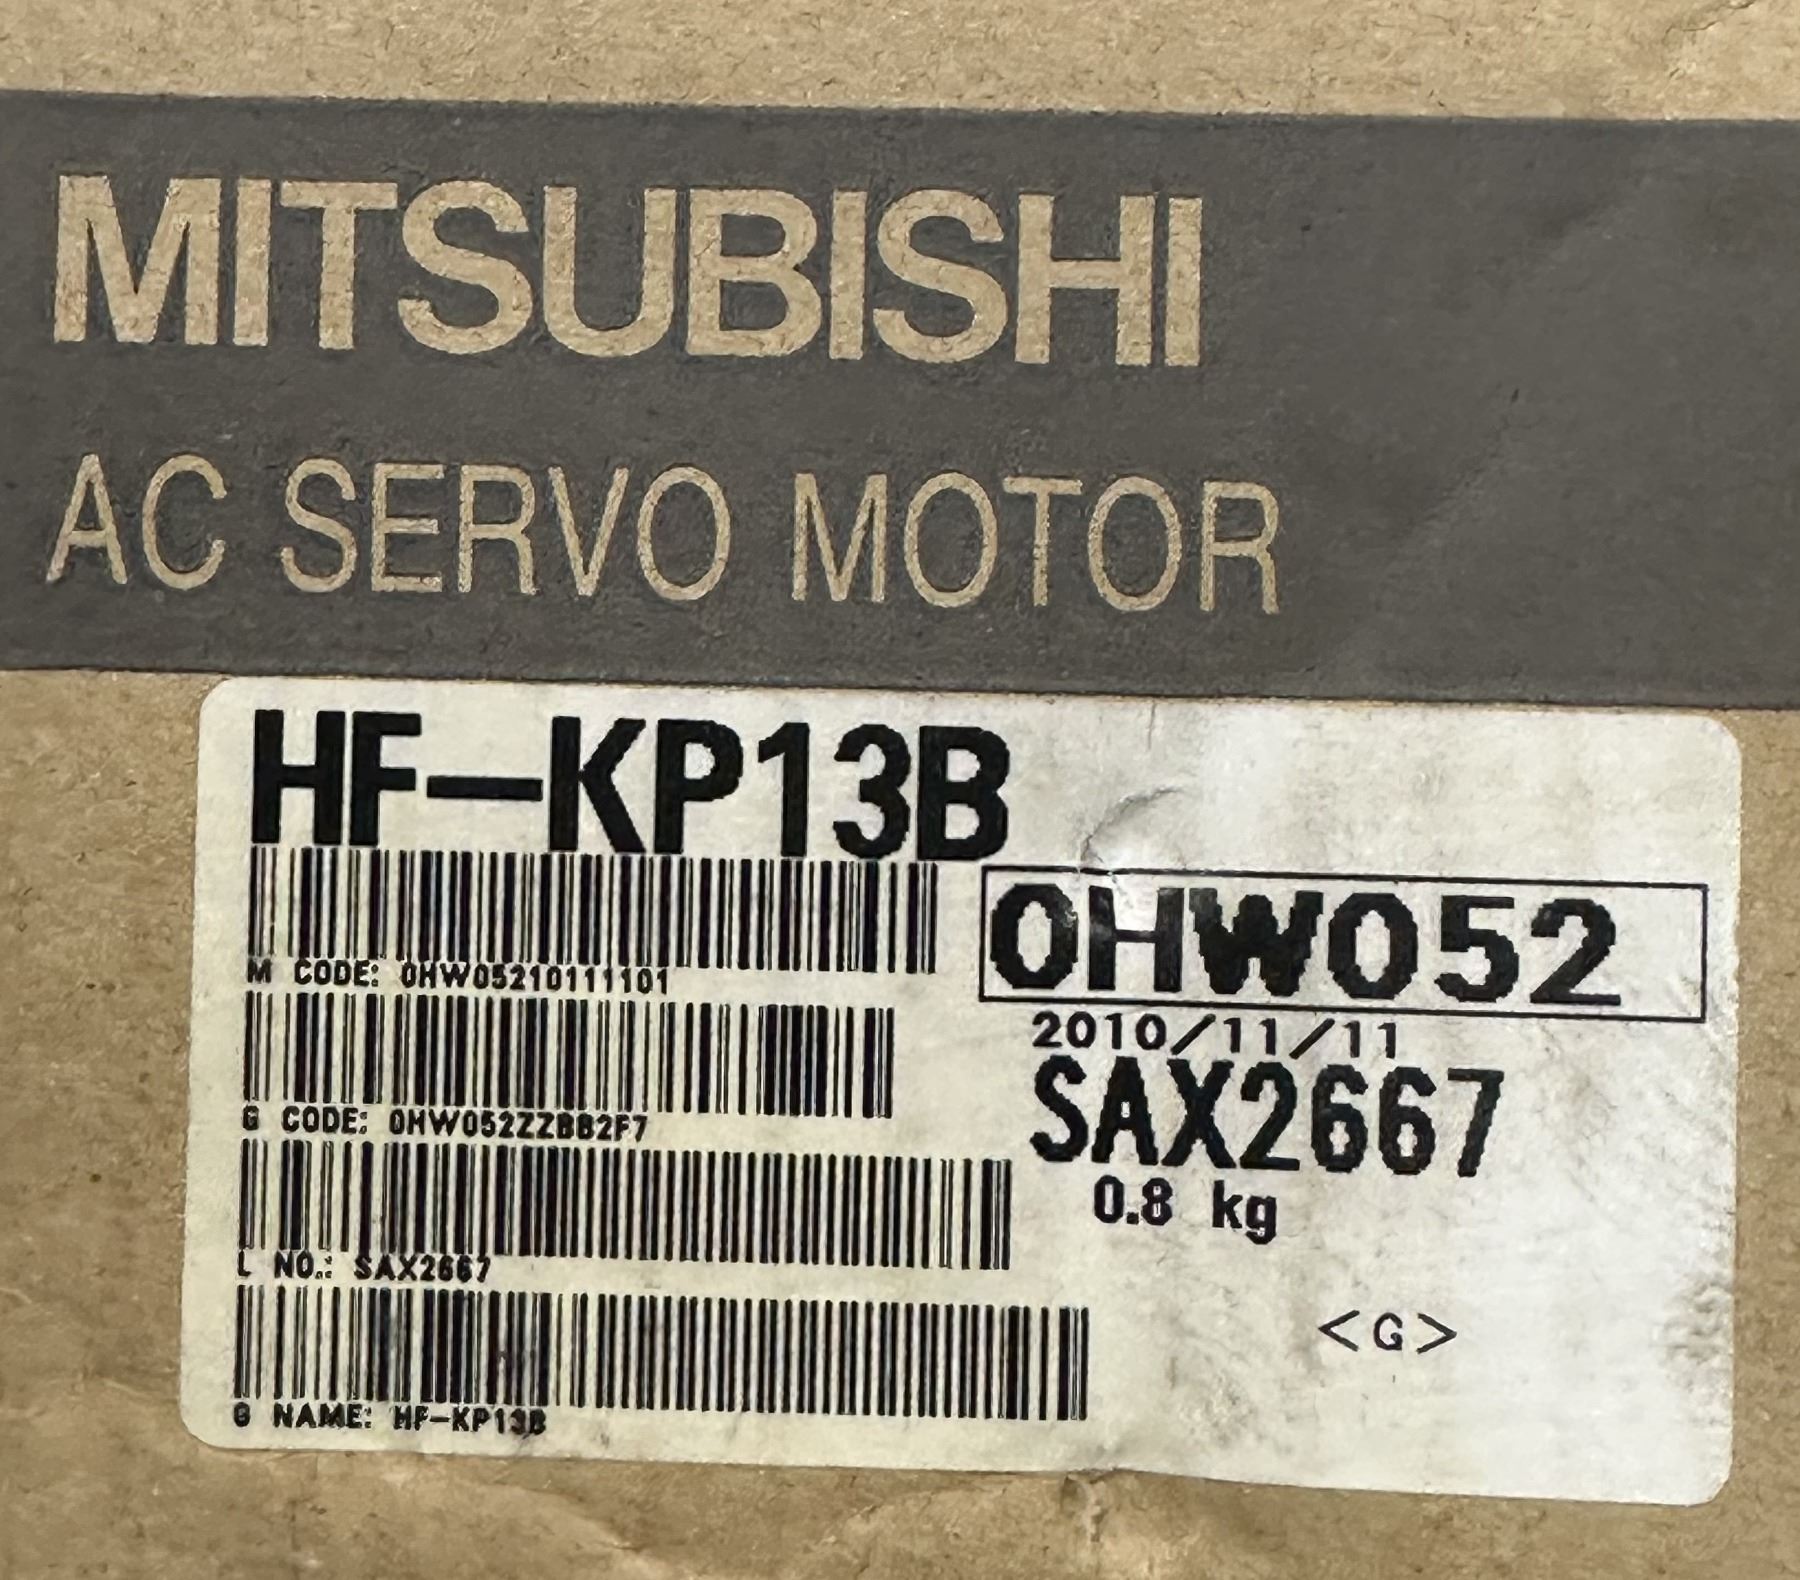 MITSUBISHI
AC SERVO MOTOR
HF-KP13B
0HW052
M CODE: 0HW05210111101
2010/11/11
SAX2667
G CODE: 0HW052ZZBB2F7
0.8 kg
L NO.: SAX2667
<G>
G NAME: HF-KP13B